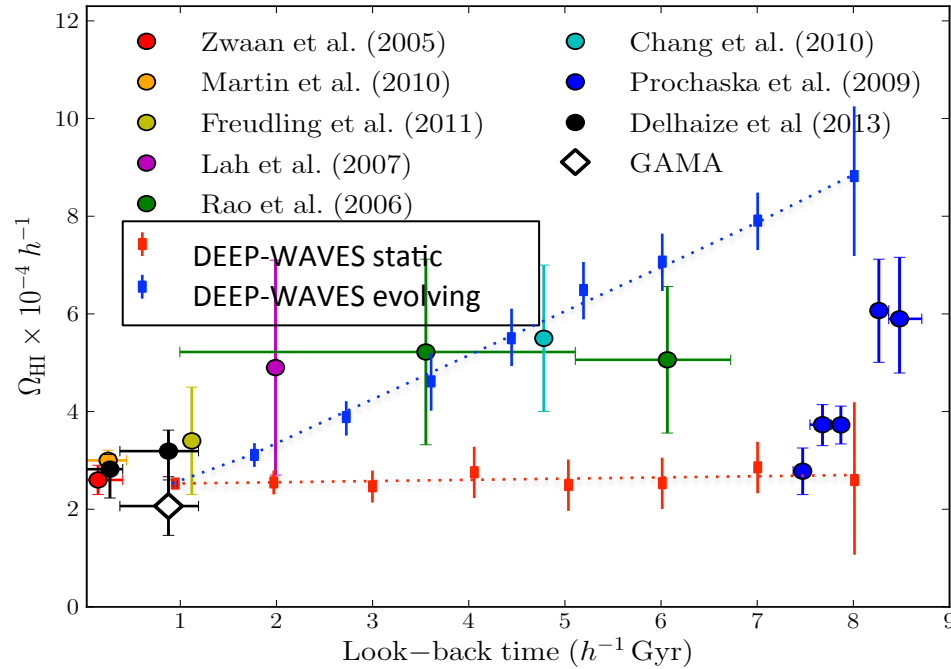 12
10
8
6
4
2
0
Ω_HI × 10⁻⁴ h⁻¹
Zwaan et al. (2005)
Martin et al. (2010)
Freudling et al. (2011)
Lah et al. (2007)
Rao et al. (2006)
Chang et al. (2010)
Prochaska et al. (2009)
Delhaize et al (2013)
GAMA
DEEP-WAVES static
DEEP-WAVES evolving
1 2 3 4 5 6 7 8 9
Look−back time (h⁻¹ Gyr)